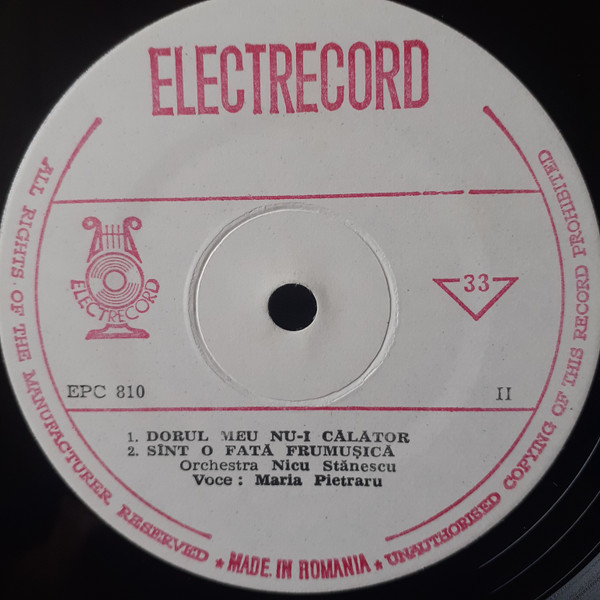 ELECTRECORD
ELECTRECORD
33
EPC 810
II
1. DORUL MEU NU-I CĂLĂTOR
2. SÎNT O FATĂ FRUMUȘICĂ
Orchestra Nicu Stănescu
Voce : Maria Pietraru
ALL RIGHTS · OF THE MANUFACTURER RESERVED ★ MADE IN ROMANIA ★ UNAUTHORISED COPYING OF THIS RECORD PROHIBITED